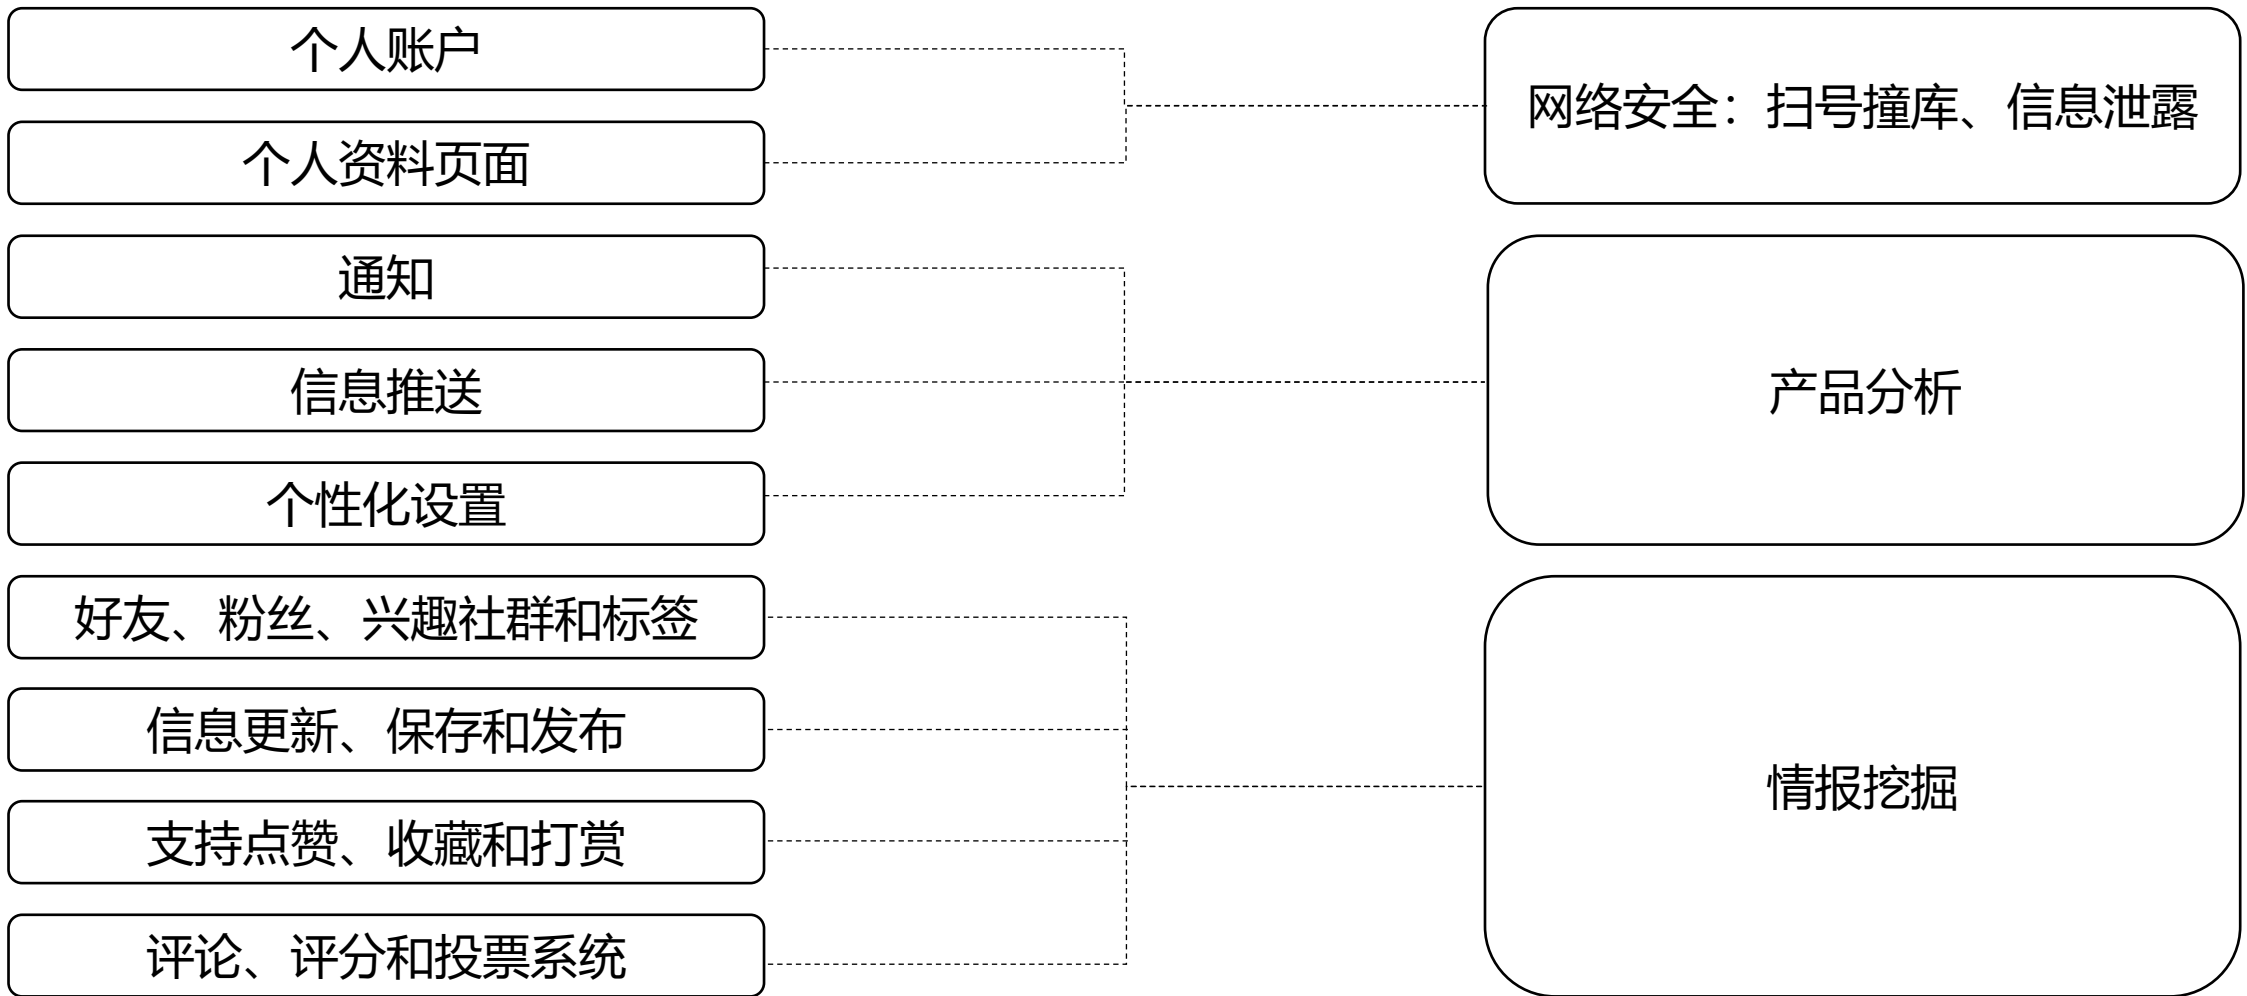 个人账户
个人资料页面
网络安全：扫号撞库、信息泄露
通知
信息推送
个性化设置
产品分析
好友、粉丝、兴趣社群和标签
信息更新、保存和发布
支持点赞、收藏和打赏
评论、评分和投票系统
情报挖掘